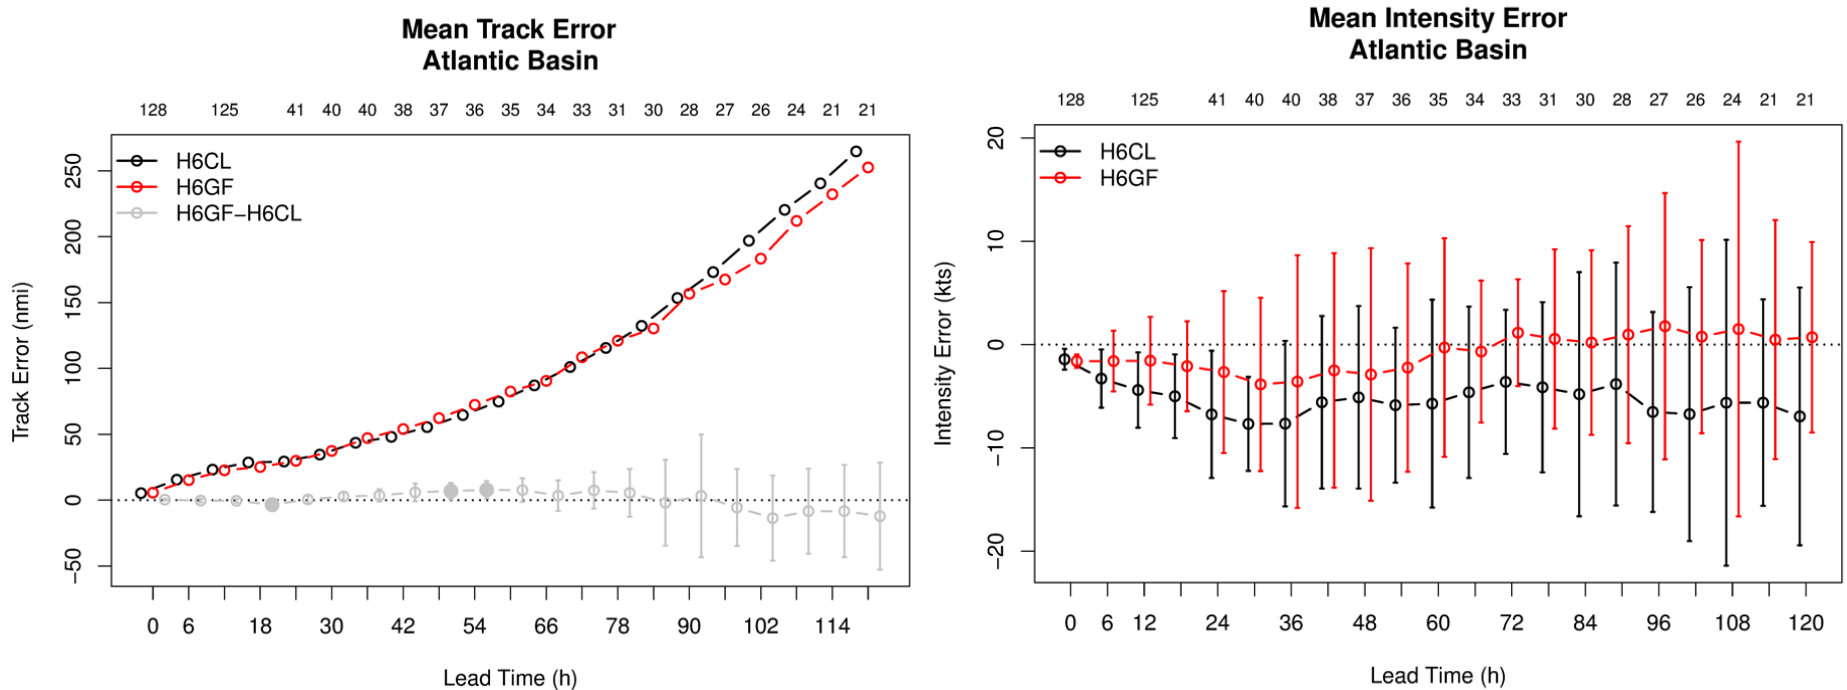 Mean Track Error
Atlantic Basin
128 125 41 40 40 38 37 36 35 34 33 31 30 28 27 26 24 21 21
H6CL
H6GF
H6GF−H6CL
Track Error (nmi)
250
200
150
100
50
0
−50
0 6 18 30 42 54 66 78 90 102 114
Lead Time (h)
Mean Intensity Error
Atlantic Basin
128 125 41 40 40 38 37 36 35 34 33 31 30 28 27 26 24 21 21
H6CL
H6GF
Intensity Error (kts)
20
10
0
−10
−20
0 6 12 24 36 48 60 72 84 96 108 120
Lead Time (h)